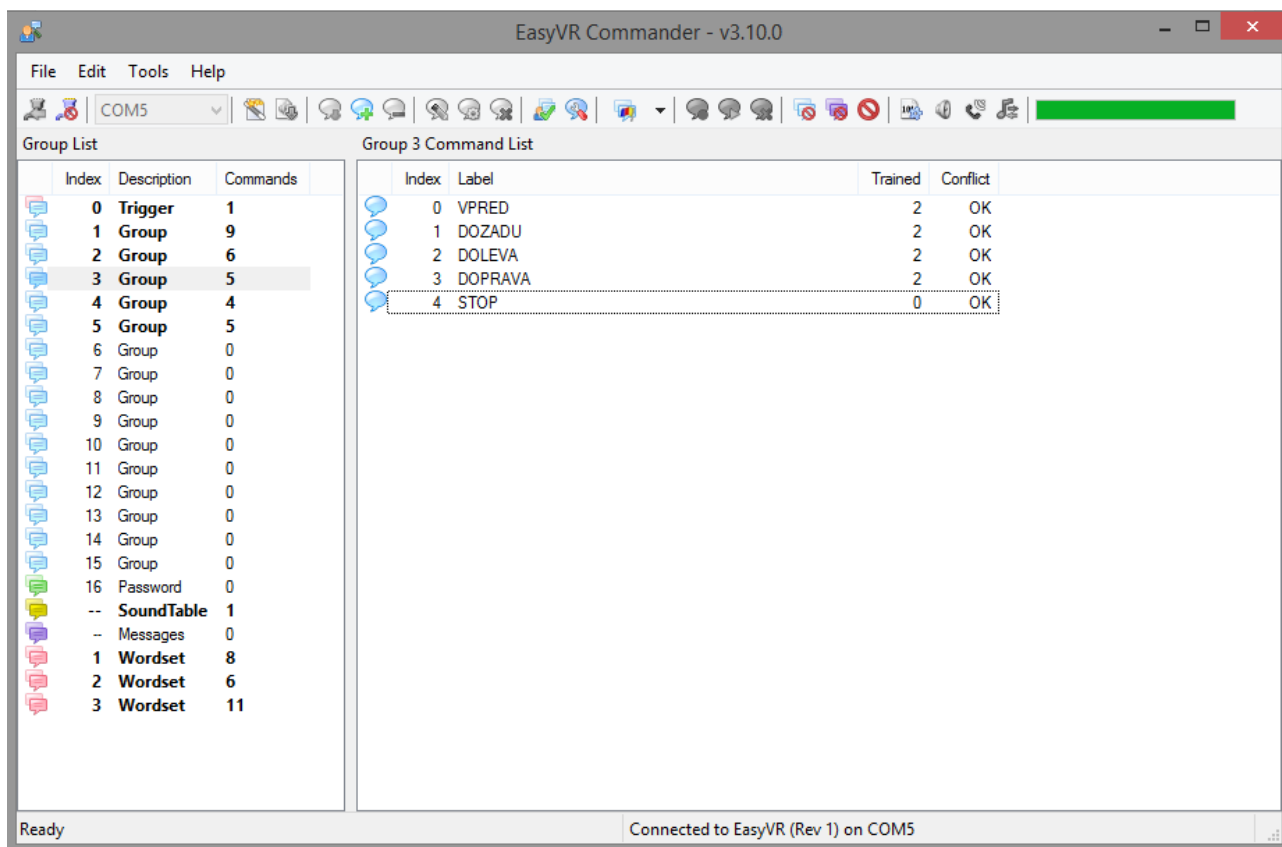 EasyVR Commander - v3.10.0
File Edit Tools Help
COM5
Group List
Group 3 Command List
Index Description Commands
Index Label Trained Conflict
0 Trigger 1
1 Group 9
2 Group 6
3 Group 5
4 Group 4
5 Group 5
6 Group 0
7 Group 0
8 Group 0
9 Group 0
10 Group 0
11 Group 0
12 Group 0
13 Group 0
14 Group 0
15 Group 0
16 Password 0
-- SoundTable 1
-- Messages 0
1 Wordset 8
2 Wordset 6
3 Wordset 11
0 VPRED 2 OK
1 DOZADU 2 OK
2 DOLEVA 2 OK
3 DOPRAVA 2 OK
4 STOP 0 OK
Ready
Connected to EasyVR (Rev 1) on COM5